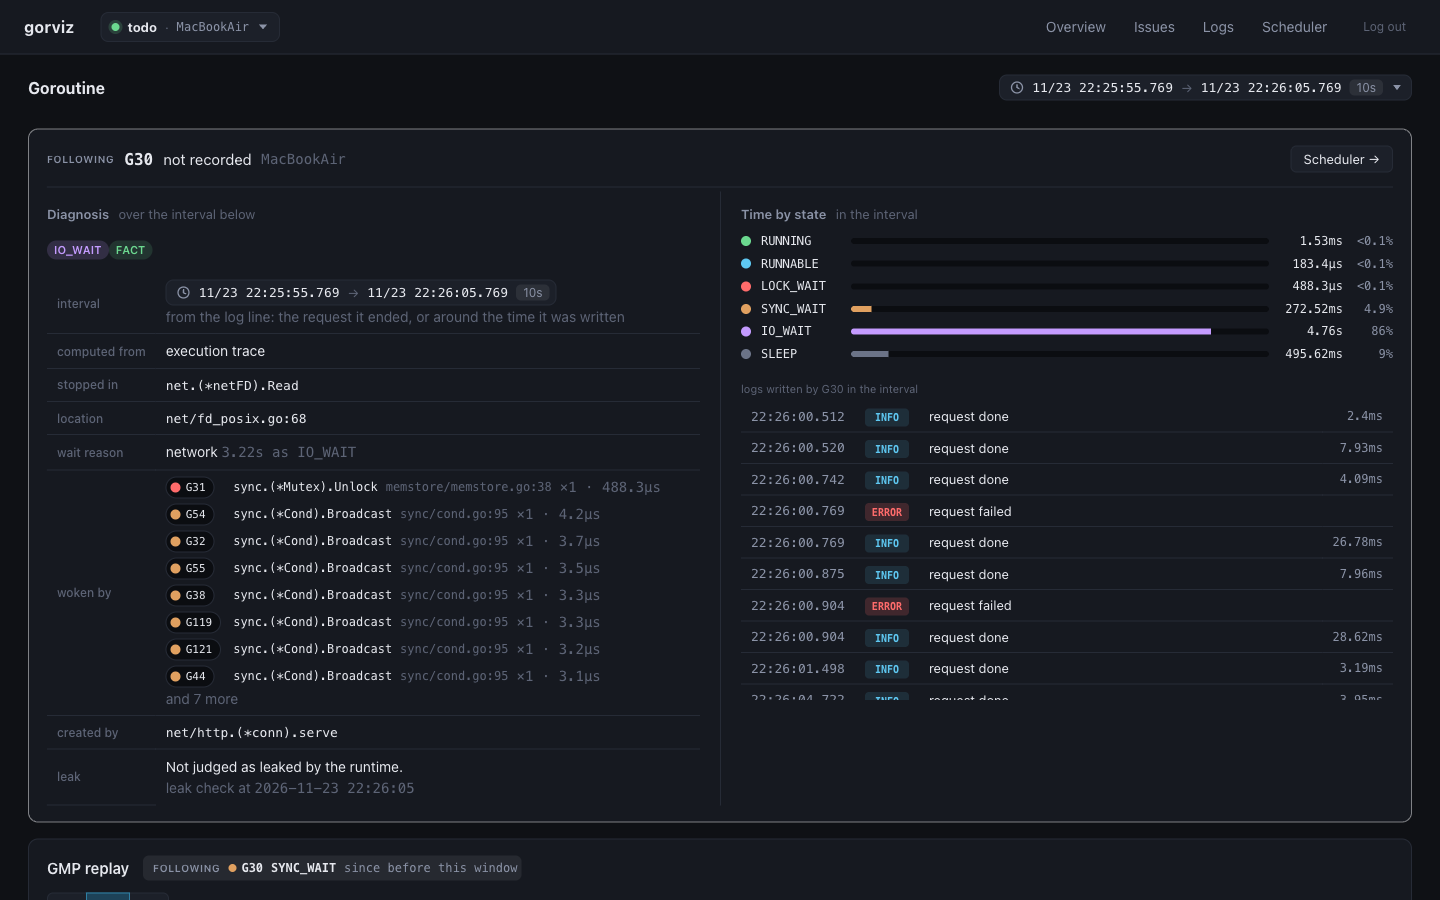 gorviz
todo · MacBookAir
Overview Issues Logs Scheduler Log out
Goroutine
11/23 22:25:55.769 → 11/23 22:26:05.769 10s
FOLLOWING G30 not recorded MacBookAir
Scheduler →
Diagnosis over the interval below
IO_WAIT FACT
interval
11/23 22:25:55.769 → 11/23 22:26:05.769 10s
from the log line: the request it ended, or around the time it was written
computed from execution trace
stopped in net.(*netFD).Read
location net/fd_posix.go:68
wait reason network 3.22s as IO_WAIT
woken by
G31 sync.(*Mutex).Unlock memstore/memstore.go:38 ×1 · 488.3µs
G54 sync.(*Cond).Broadcast sync/cond.go:95 ×1 · 4.2µs
G32 sync.(*Cond).Broadcast sync/cond.go:95 ×1 · 3.7µs
G55 sync.(*Cond).Broadcast sync/cond.go:95 ×1 · 3.5µs
G38 sync.(*Cond).Broadcast sync/cond.go:95 ×1 · 3.3µs
G119 sync.(*Cond).Broadcast sync/cond.go:95 ×1 · 3.3µs
G121 sync.(*Cond).Broadcast sync/cond.go:95 ×1 · 3.2µs
G44 sync.(*Cond).Broadcast sync/cond.go:95 ×1 · 3.1µs
and 7 more
created by net/http.(*conn).serve
leak
Not judged as leaked by the runtime.
leak check at 2026-11-23 22:26:05
Time by state in the interval
RUNNING 1.53ms <0.1%
RUNNABLE 183.4µs <0.1%
LOCK_WAIT 488.3µs <0.1%
SYNC_WAIT 272.52ms 4.9%
IO_WAIT 4.76s 86%
SLEEP 495.62ms 9%
logs written by G30 in the interval
22:26:00.512 INFO request done 2.4ms
22:26:00.520 INFO request done 7.93ms
22:26:00.742 INFO request done 4.09ms
22:26:00.769 ERROR request failed
22:26:00.769 INFO request done 26.78ms
22:26:00.875 INFO request done 7.96ms
22:26:00.904 ERROR request failed
22:26:00.904 INFO request done 28.62ms
22:26:01.498 INFO request done 3.19ms
22:26:04.722 INFO request done 3.95ms
GMP replay
FOLLOWING G30 SYNC_WAIT since before this window